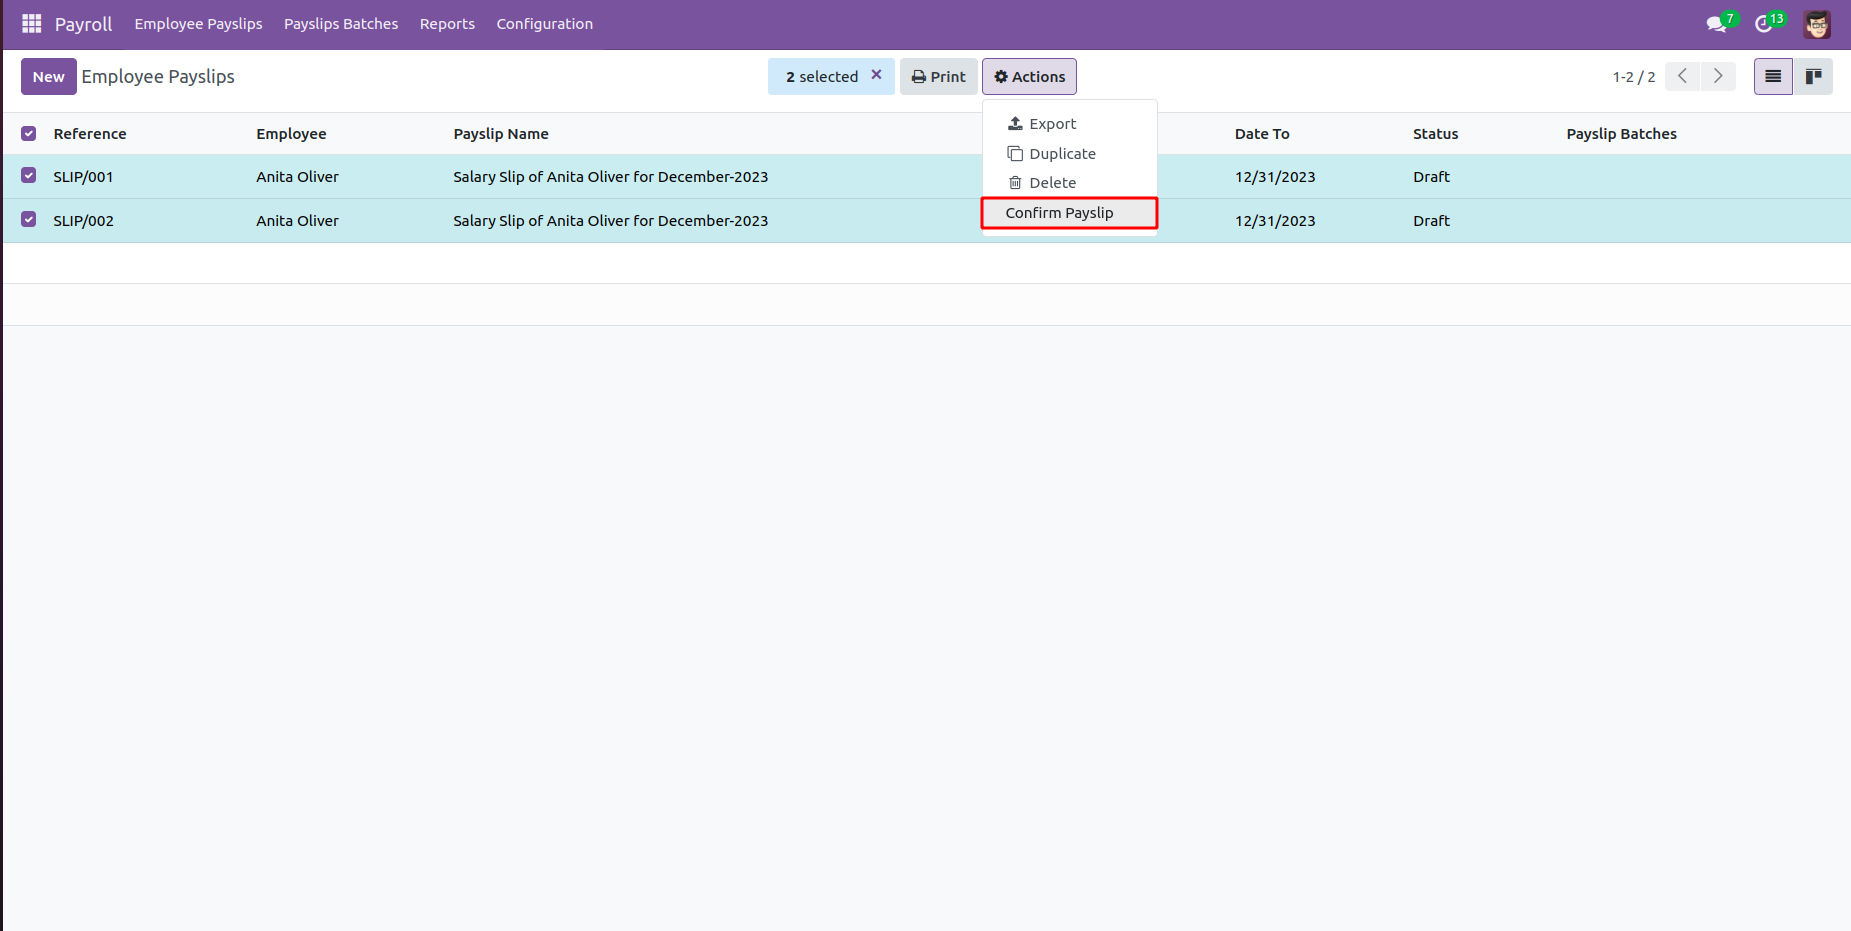 Payroll Employee Payslips Payslips Batches Reports Configuration 7 13
New Employee Payslips 2 selected × Print Actions 1-2 / 2
Export
Duplicate
Delete
Confirm Payslip
Reference Employee Payslip Name Date To Status Payslip Batches
SLIP/001 Anita Oliver Salary Slip of Anita Oliver for December-2023 12/31/2023 Draft
SLIP/002 Anita Oliver Salary Slip of Anita Oliver for December-2023 12/31/2023 Draft